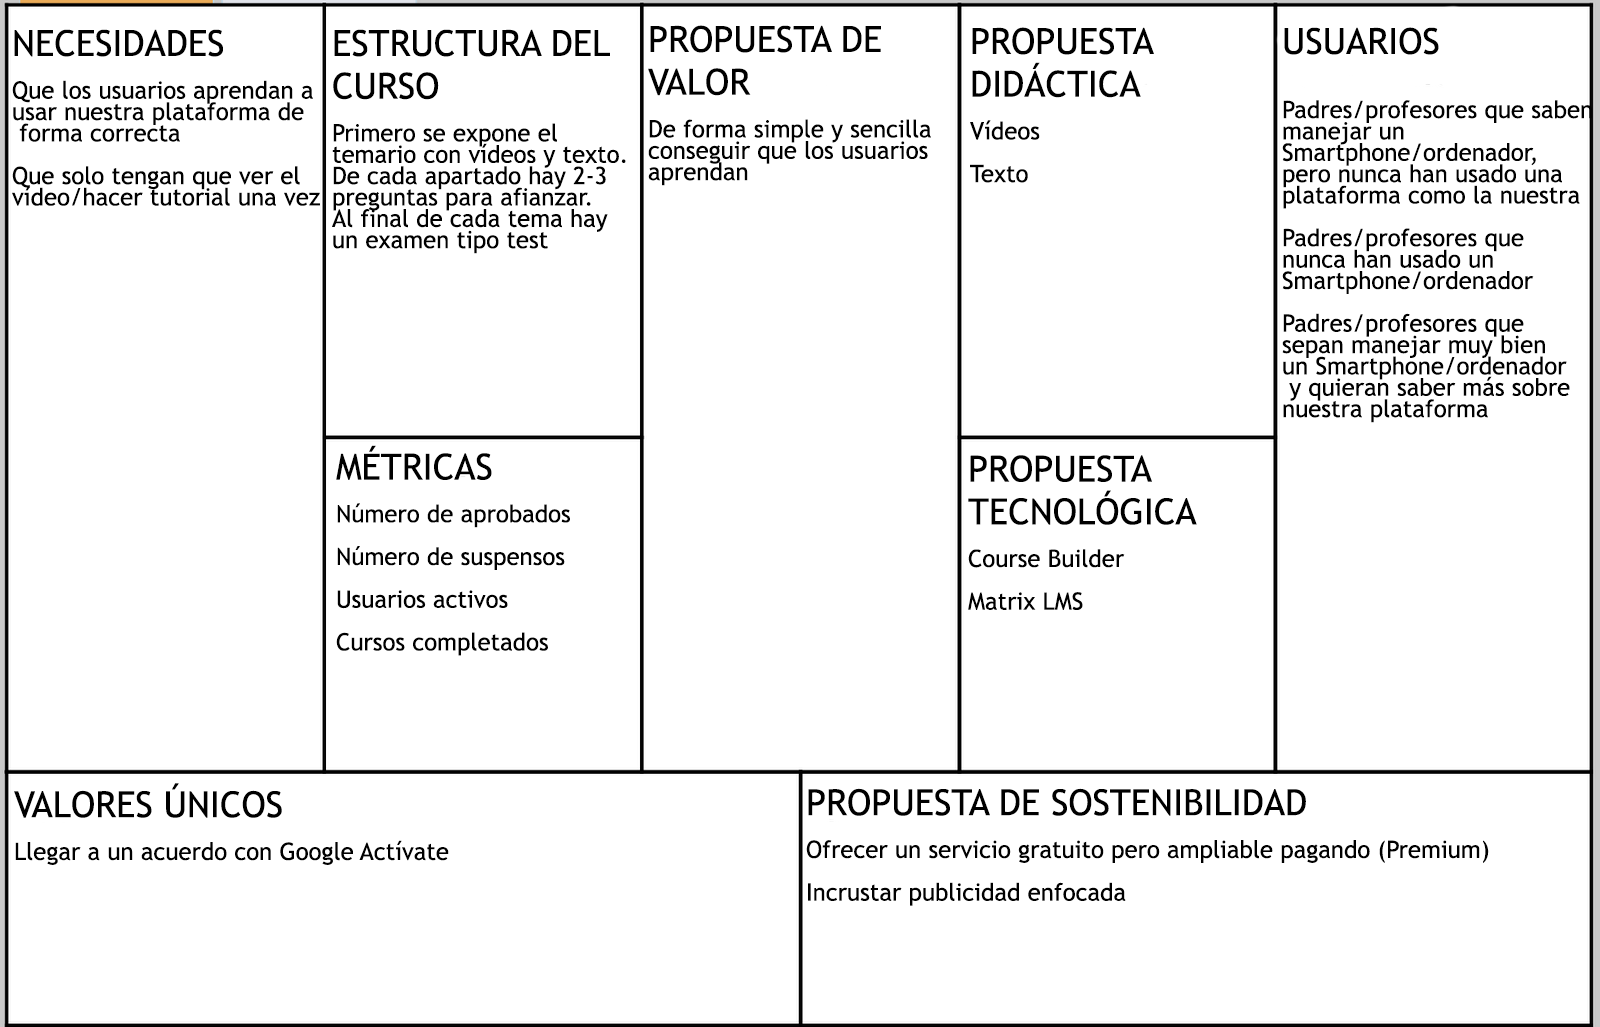 NECESIDADES
Que los usuarios aprendan a
usar nuestra plataforma de
forma correcta
Que solo tengan que ver el
vídeo/hacer tutorial una vez
ESTRUCTURA DEL
CURSO
Primero se expone el
temario con vídeos y texto.
De cada apartado hay 2-3
preguntas para afianzar.
Al final de cada tema hay
un examen tipo test
MÉTRICAS
Número de aprobados
Número de suspensos
Usuarios activos
Cursos completados
PROPUESTA DE
VALOR
De forma simple y sencilla
conseguir que los usuarios
aprendan
PROPUESTA
DIDÁCTICA
Vídeos
Texto
PROPUESTA
TECNOLÓGICA
Course Builder
Matrix LMS
USUARIOS
Padres/profesores que saben
manejar un
Smartphone/ordenador,
pero nunca han usado una
plataforma como la nuestra
Padres/profesores que
nunca han usado un
Smartphone/ordenador
Padres/profesores que
sepan manejar muy bien
un Smartphone/ordenador
y quieran saber más sobre
nuestra plataforma
VALORES ÚNICOS
Llegar a un acuerdo con Google Actívate
PROPUESTA DE SOSTENIBILIDAD
Ofrecer un servicio gratuito pero ampliable pagando (Premium)
Incrustar publicidad enfocada